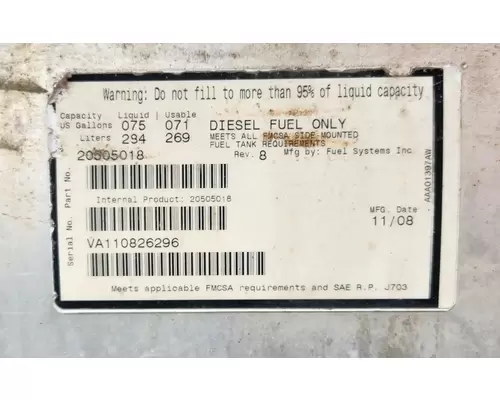 Warning: Do not fill to more than 95% of liquid capacity
Capacity Liquid Usable
US Gallons 075 071 DIESEL FUEL ONLY
Liters 284 269 MEETS ALL FMCSA SIDE MOUNTED
FUEL TANK REQUIREMENTS
20505018 Rev. 8 Mfg by: Fuel Systems Inc.
Part No.
Internal Product: 20505018
AAA01397AW
MFG. Date
11/08
Serial No.
VA110826296
Meets applicable FMCSA requirements and SAE R.P. J703